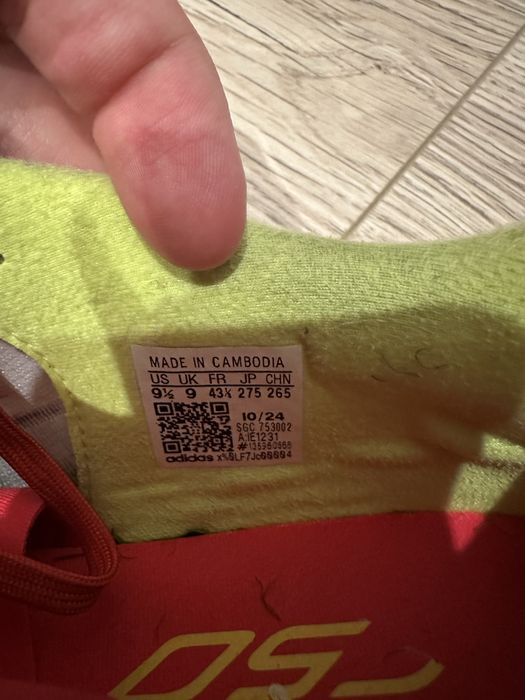 MADE IN CAMBODIA
US UK FR JP CHN
9½ 9 43⅓ 275 265
10/24
SGC 753002
A:IE1231
adidas
F50